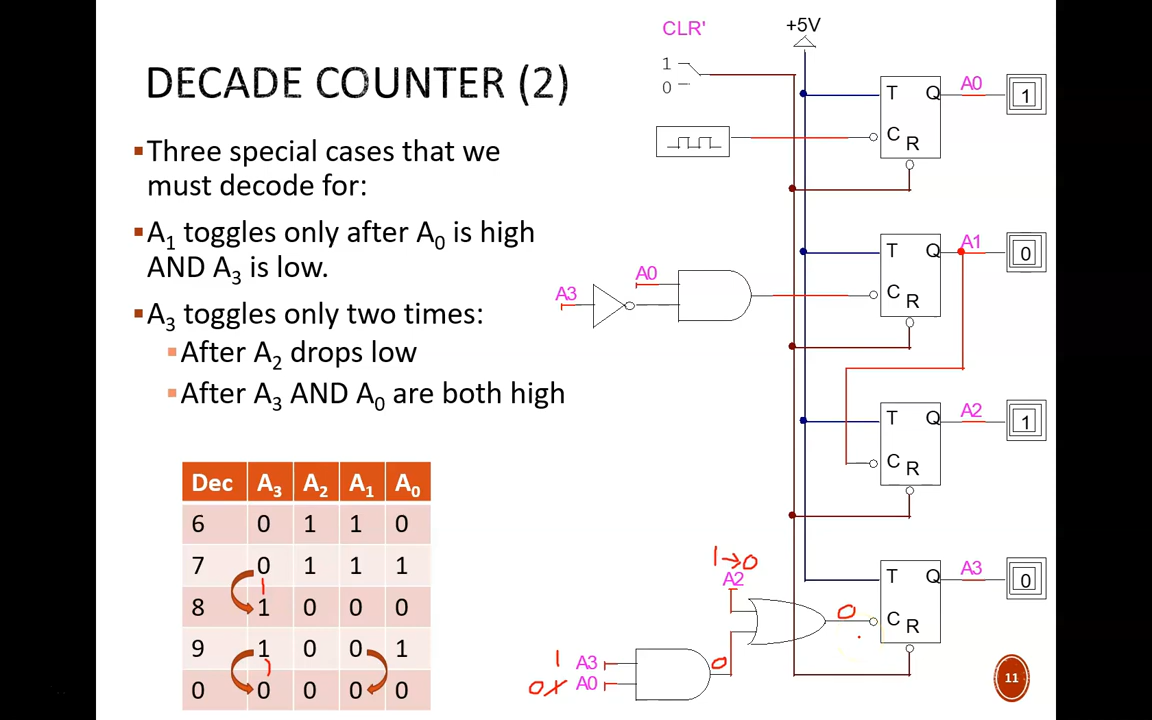 DECADE COUNTER (2)
▪Three special cases that we
must decode for:
▪A1 toggles only after A0 is high
AND A3 is low.
▪A3 toggles only two times:
▪After A2 drops low
▪After A3 AND A0 are both high
Dec A3 A2 A1 A0
6 0 1 1 0
7 0 1 1 1
8 1 0 0 0
9 1 0 0 1
0 0 0 0 0
CLR'
+5V
1
0
T Q A0 1
C
R
A0
A3
T Q A1 0
C
R
T Q A2 1
C
R
1→0
A2
T Q A3 0
0
C
R
1 A3
0
0 A0
11